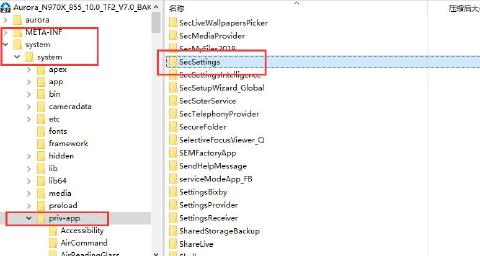 Aurora_N970X_855_10.0_TF2_V7.0_BAK
aurora
META-INF
system
system
apex
app
bin
cameradata
etc
fonts
framework
hidden
lib
lib64
media
preload
priv-app
Accessibility
AirCommand
AirReadingGlass
名称
压缩后大
SecLiveWallpapersPicker
SecMediaProvider
SecMyFiles2019
SecSettings
SecSettingsIntelligence
SecSetupWizard_Global
SecSoterService
SecTelephonyProvider
SecureFolder
SelectiveFocusViewer_Q
SEMFactoryApp
SendHelpMessage
serviceModeApp_FB
SettingsBixby
SettingsProvider
SettingsReceiver
SharedStorageBackup
ShareLive
Shell